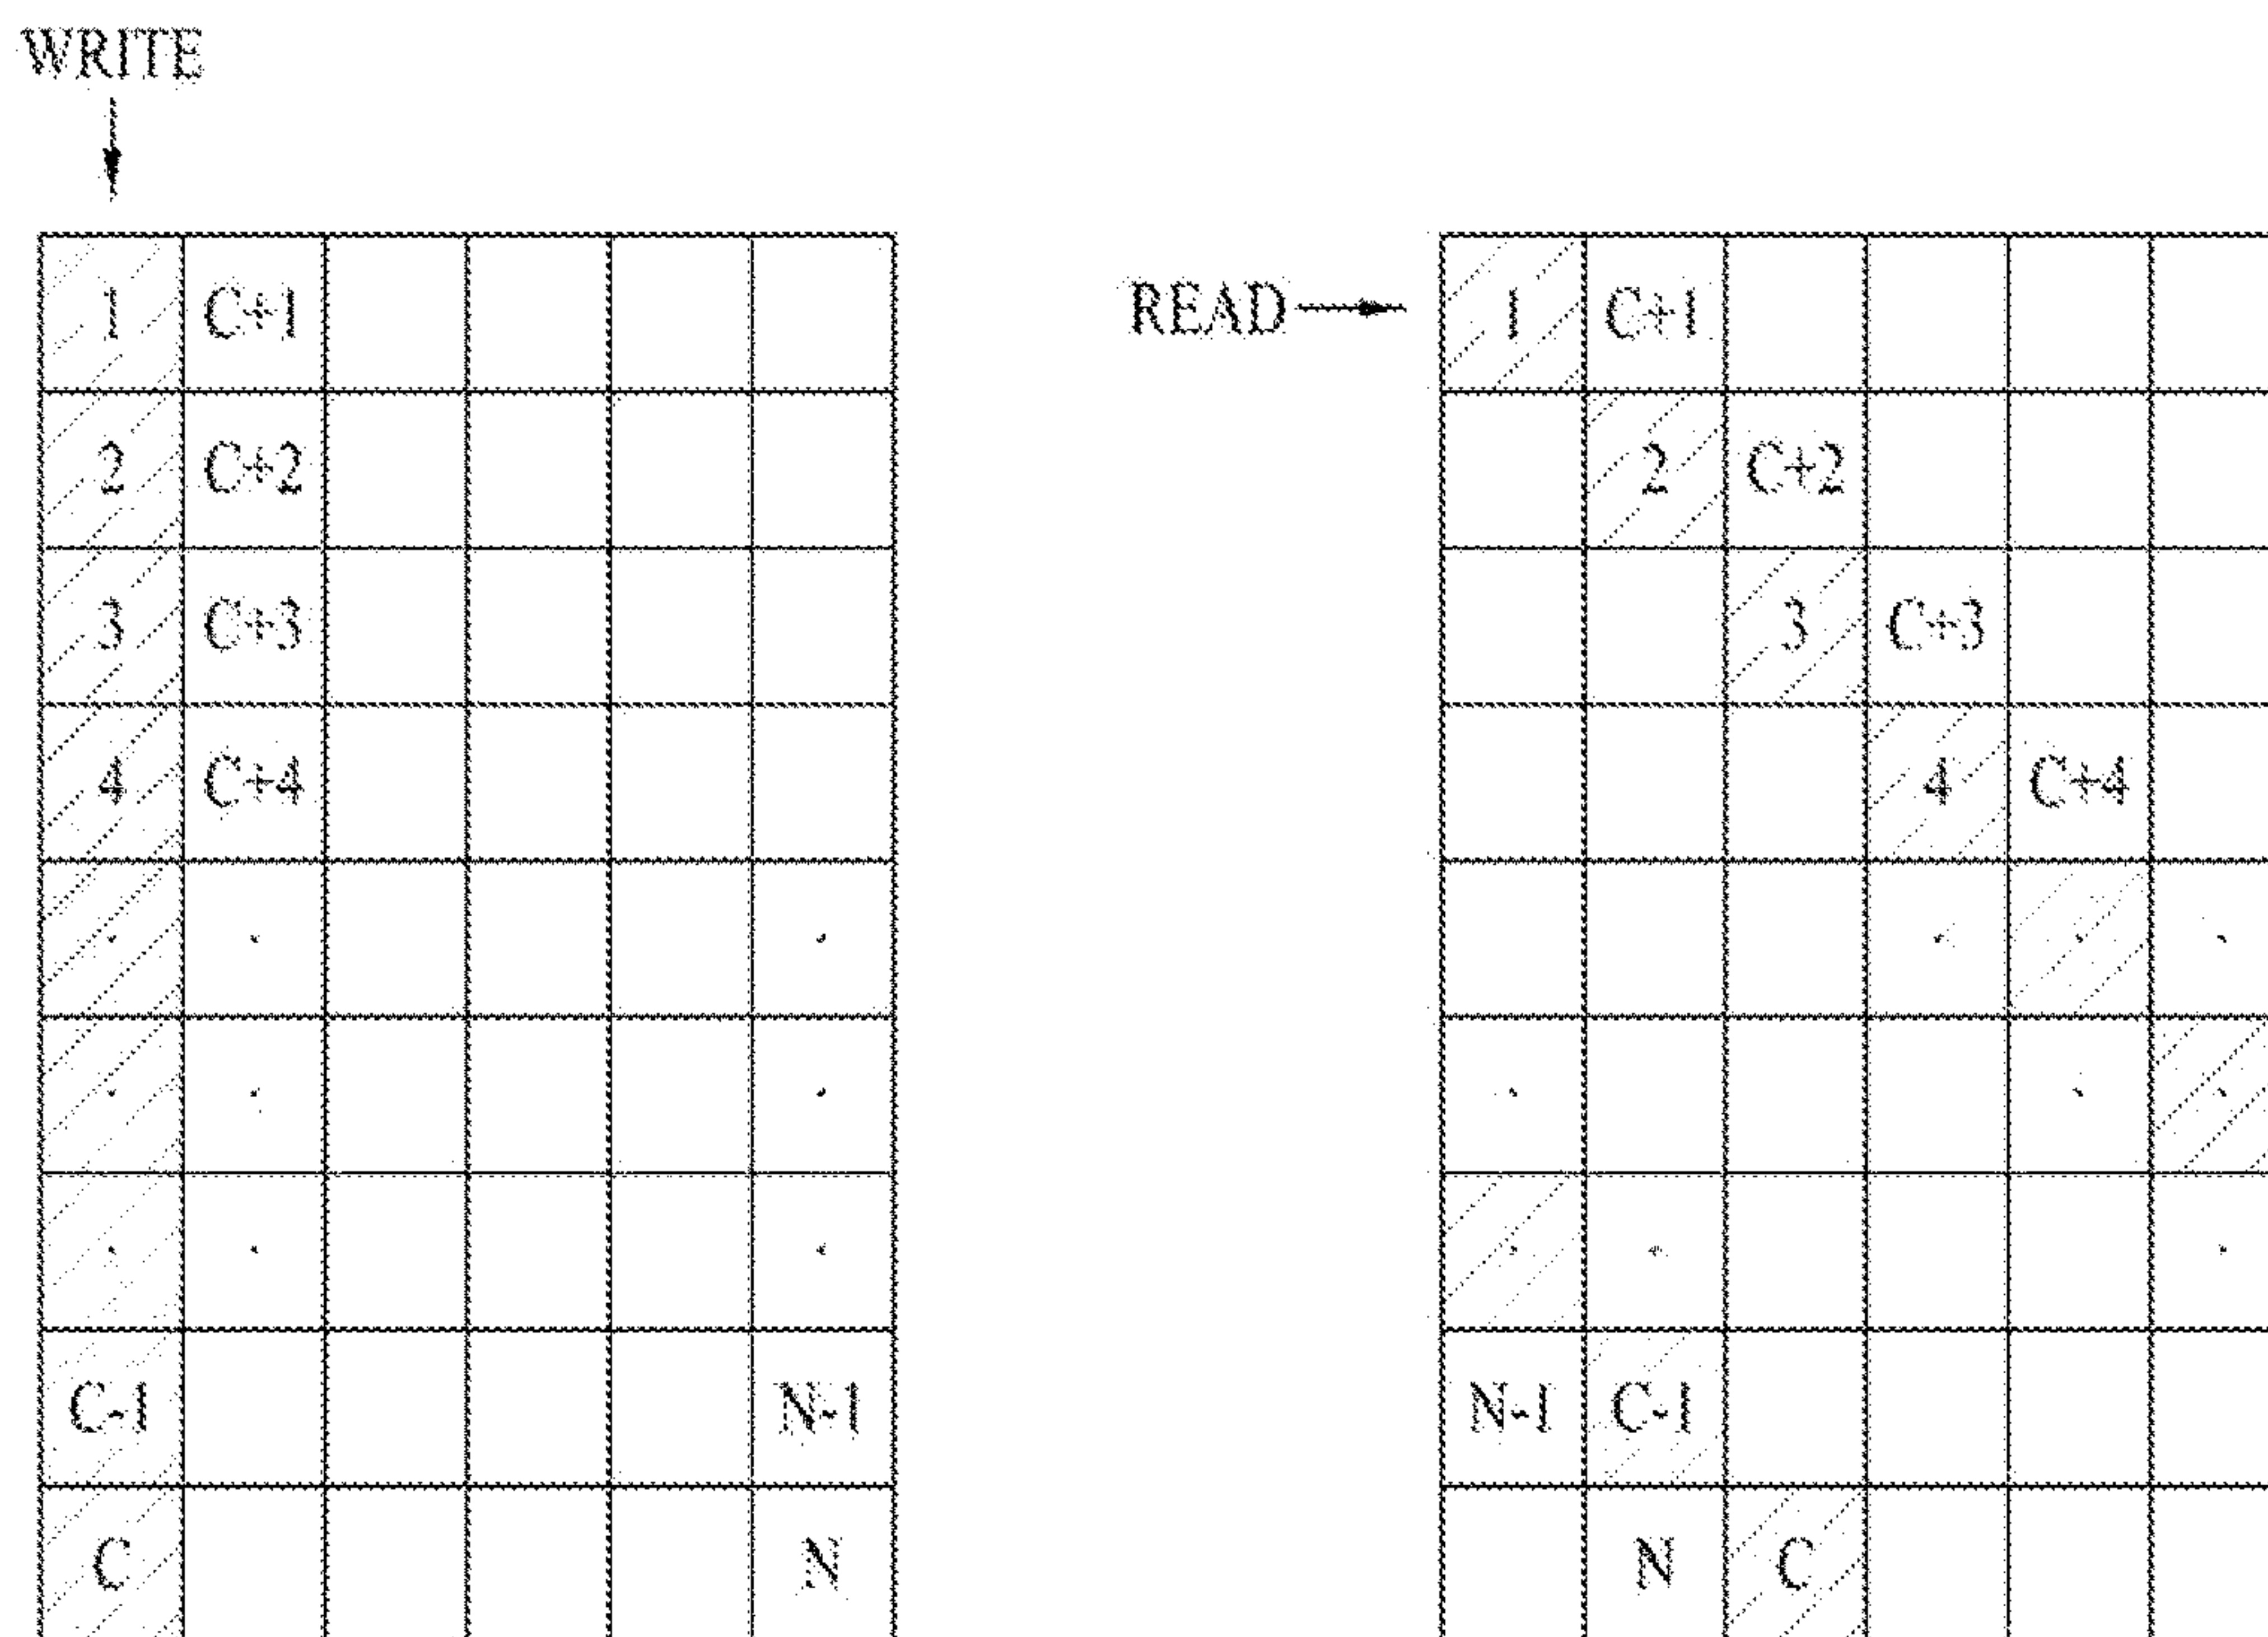 WRITE
1 C+1
2 C+2
3 C+3
4 C+4
C-1 N-1
C N
READ
1 C+1
2 C+2
3 C+3
4 C+4
N-1 C-1
N C